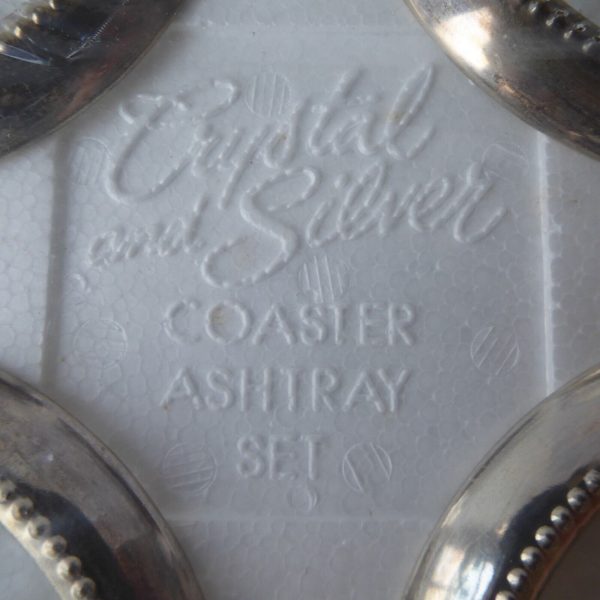 Crystal
and Silver
COASTER
ASHTRAY
SET